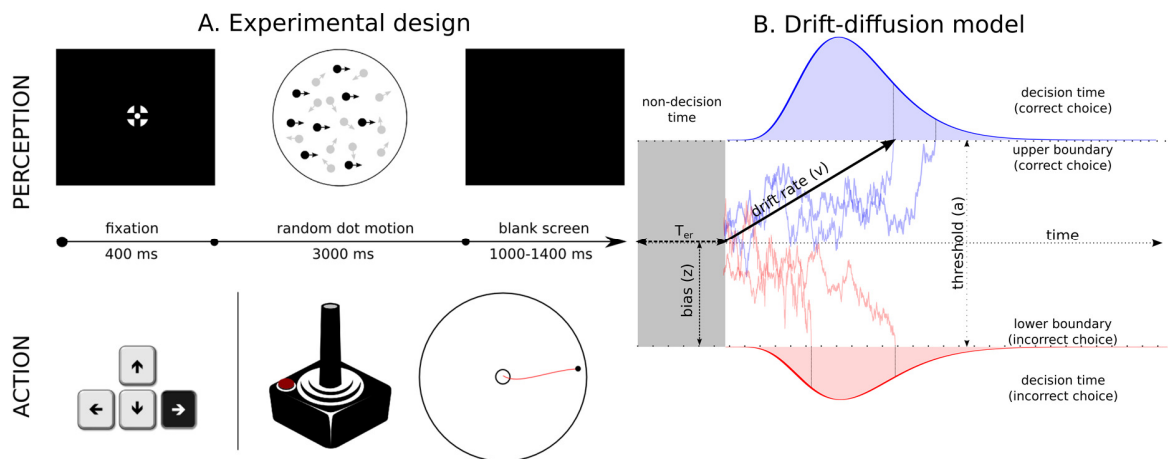 A. Experimental design
PERCEPTION
fixation
400 ms
random dot motion
3000 ms
blank screen
1000-1400 ms
ACTION
B. Drift-diffusion model
non-decision
time
decision time
(correct choice)
upper boundary
(correct choice)
drift rate (v)
Ter
time
bias (z)
threshold (a)
lower boundary
(incorrect choice)
decision time
(incorrect choice)